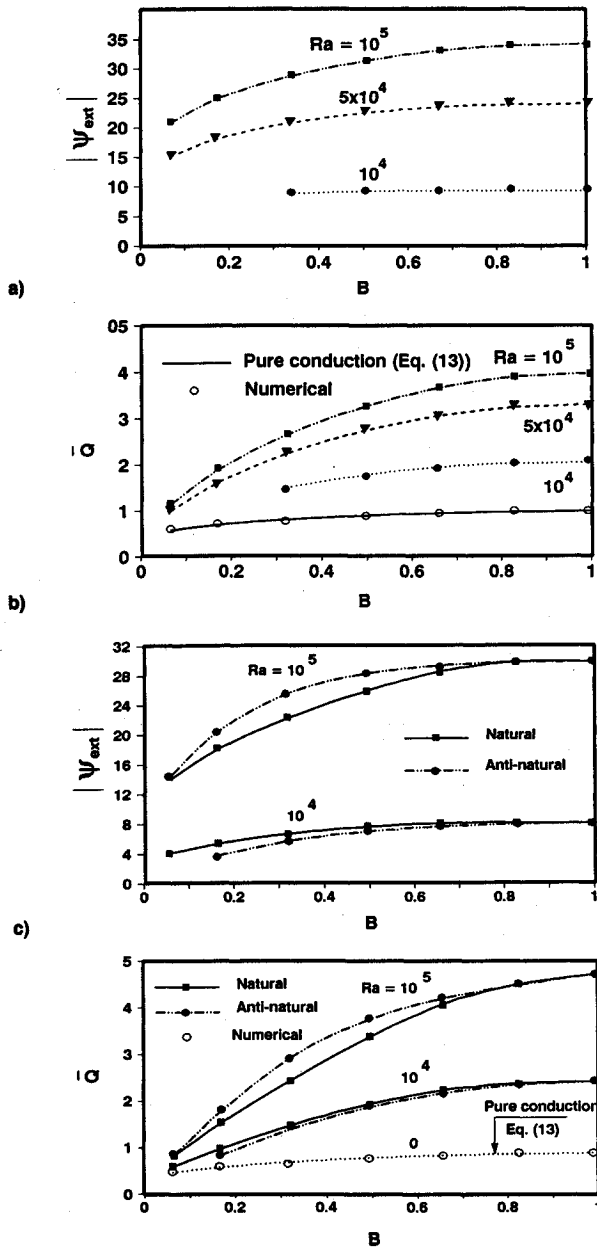 35
30
25
20
15
10
5
0
|Ψext|
Ra = 10^5
5x10^4
10^4
0.2 0.4 0.6 0.8 1
B
a)
05
4
3
2
1
0
Q̄
Pure conduction (Eq. (13))
Numerical
Ra = 10^5
5x10^4
10^4
0 0.2 0.4 0.6 0.8 1
B
b)
32
28
24
20
16
12
8
4
0
|Ψext|
Ra = 10^5
Natural
Anti-natural
10^4
0.2 0.4 0.6 0.8 1
B
c)
5
4
3
2
1
0
Q̄
Natural
Anti-natural
Numerical
Ra = 10^5
10^4
Pure conduction
Eq. (13)
0
0 0.2 0.4 0.6 0.8 1
B